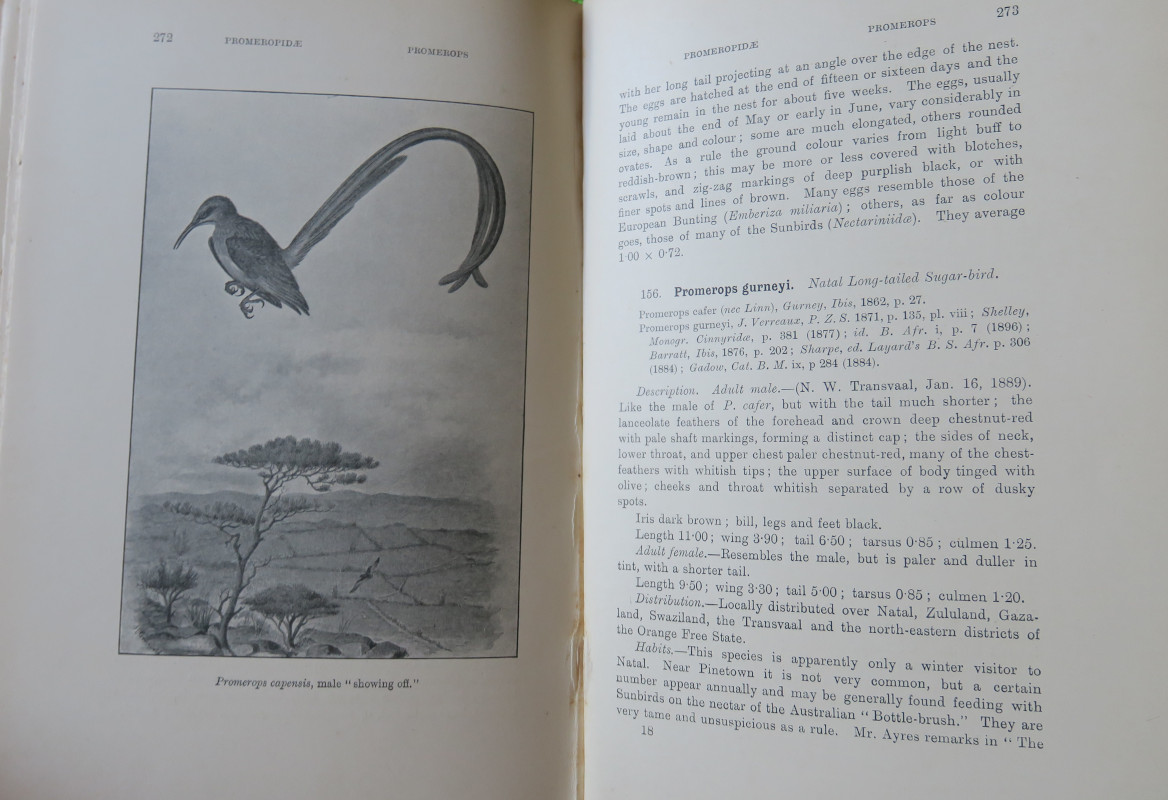 272
PROMEROPIDÆ
PROMEROPS
Promerops capensis, male "showing off."
PROMEROPIDÆ
PROMEROPS
273
with her long tail projecting at an angle over the edge of the nest.
The eggs are hatched at the end of fifteen or sixteen days and the
young remain in the nest for about five weeks. The eggs, usually
laid about the end of May or early in June, vary considerably in
size, shape and colour; some are much elongated, others rounded
ovates. As a rule the ground colour varies from light buff to
reddish-brown; this may be more or less covered with blotches,
scrawls, and zig-zag markings of deep purplish black, or with
finer spots and lines of brown. Many eggs resemble those of the
European Bunting (Emberiza miliaria); others, as far as colour
goes, those of many of the Sunbirds (Nectariniidæ). They average
1·00 × 0·72.
156. Promerops gurneyi. Natal Long-tailed Sugar-bird.
Promerops cafer (nec Linn), Gurney, Ibis, 1862, p. 27.
Promerops gurneyi, J. Verreaux, P. Z. S. 1871, p. 135, pl. viii; Shelley,
Monogr. Cinnyridæ, p. 381 (1877); id. B. Afr. i, p. 7 (1896);
Barratt, Ibis, 1876, p. 202; Sharpe, ed. Layard's B. S. Afr. p. 306
(1884); Gadow, Cat. B. M. ix, p 284 (1884).
Description. Adult male.—(N. W. Transvaal, Jan. 16, 1889).
Like the male of P. cafer, but with the tail much shorter; the
lanceolate feathers of the forehead and crown deep chestnut-red
with pale shaft markings, forming a distinct cap; the sides of neck,
lower throat, and upper chest paler chestnut-red, many of the chest-
feathers with whitish tips; the upper surface of body tinged with
olive; cheeks and throat whitish separated by a row of dusky
spots.
Iris dark brown; bill, legs and feet black.
Length 11·00; wing 3·90; tail 6·50; tarsus 0·85; culmen 1·25.
Adult female.—Resembles the male, but is paler and duller in
tint, with a shorter tail.
Length 9·50; wing 3·30; tail 5·00; tarsus 0·85; culmen 1·20.
Distribution.—Locally distributed over Natal, Zululand, Gaza-
land, Swaziland, the Transvaal and the north-eastern districts of
the Orange Free State.
Habits.—This species is apparently only a winter visitor to
Natal. Near Pinetown it is not very common, but a certain
number appear annually and may be generally found feeding with
Sunbirds on the nectar of the Australian "Bottle-brush." They are
very tame and unsuspicious as a rule. Mr. Ayres remarks in "The
18